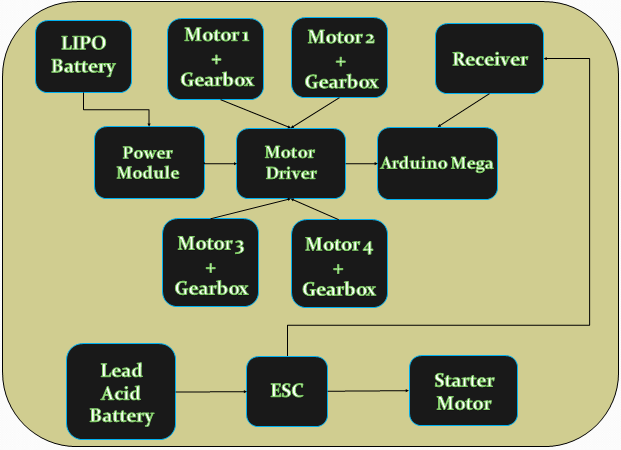 LIPO
Battery
Motor 1
+
Gearbox
Motor 2
+
Gearbox
Receiver
Power
Module
Motor
Driver
Arduino Mega
Motor 3
+
Gearbox
Motor 4
+
Gearbox
Lead
Acid
Battery
ESC
Starter
Motor